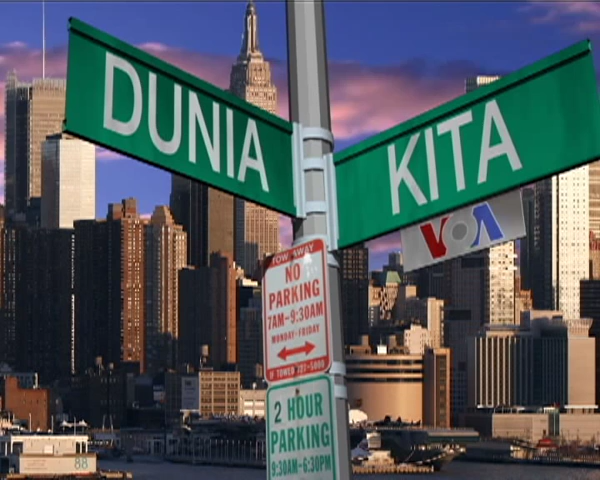 DUNIA
KITA
VOA
TOW AWAY
NO
PARKING
7AM-9:30AM
MONDAY-FRIDAY
2 HOUR
PARKING
9:30AM-6:30PM
88